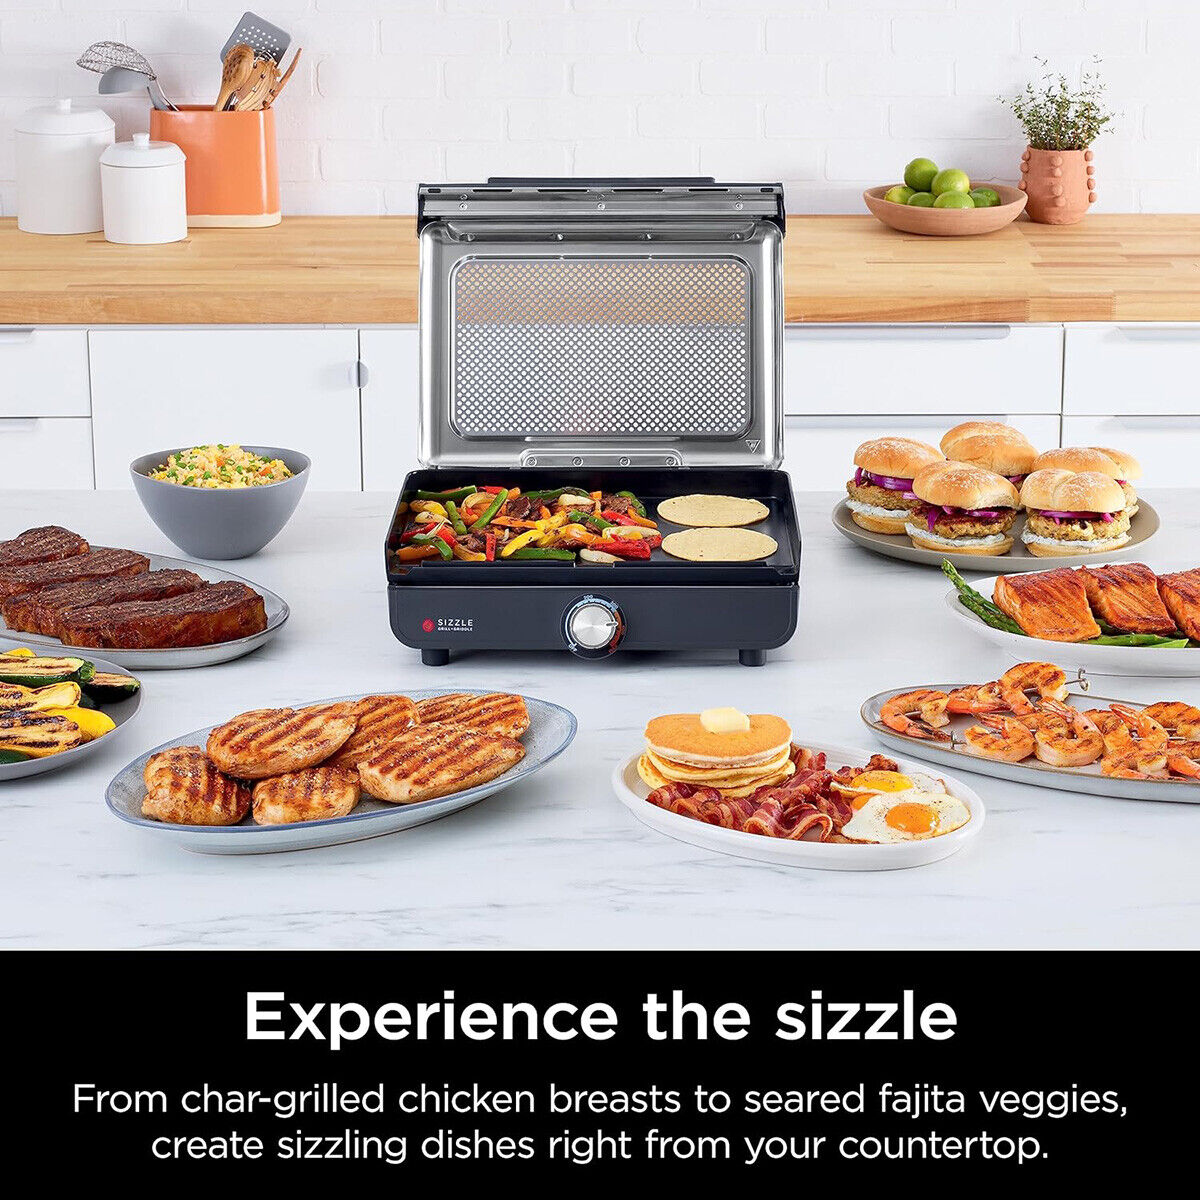 SIZZLE
GRILL+GRIDDLE
Experience the sizzle
From char-grilled chicken breasts to seared fajita veggies,
create sizzling dishes right from your countertop.